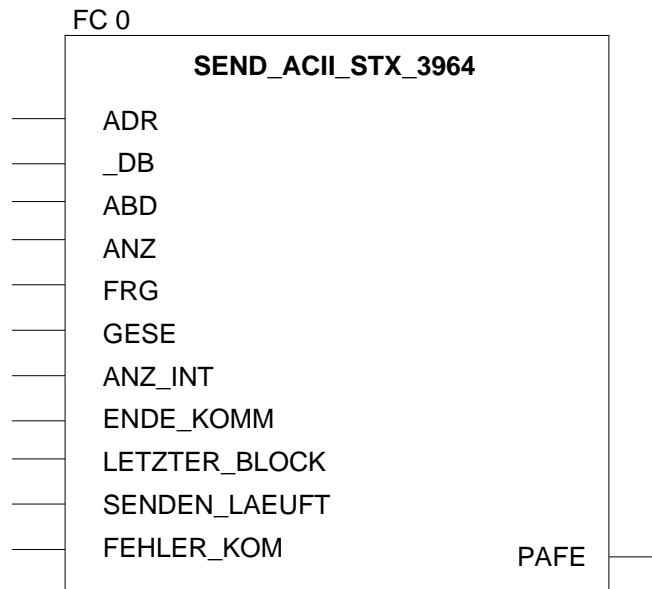 FC 0
SEND_ACII_STX_3964
ADR
_DB
ABD
ANZ
FRG
GESE
ANZ_INT
ENDE_KOMM
LETZTER_BLOCK
SENDEN_LAEUFT
FEHLER_KOM
PAFE